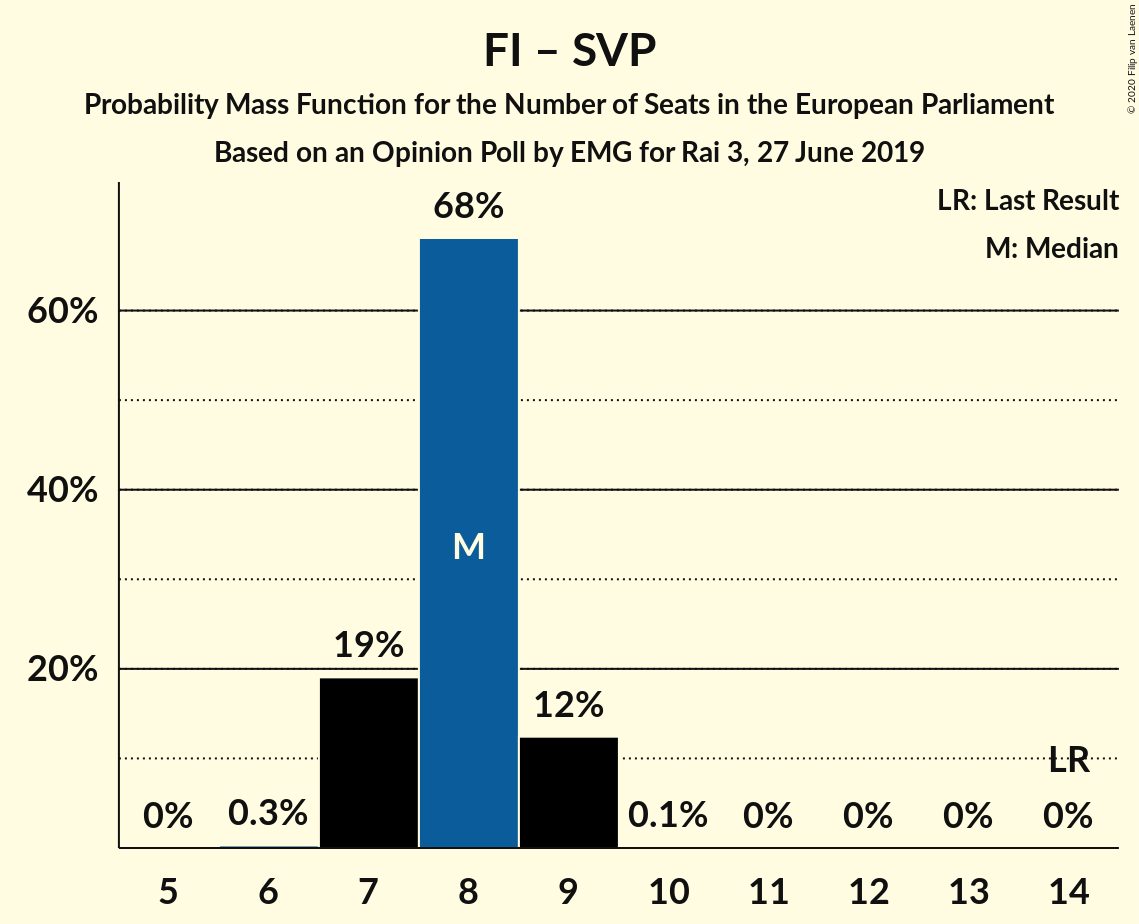 FI – SVP
Probability Mass Function for the Number of Seats in the European Parliament
Based on an Opinion Poll by EMG for Rai 3, 27 June 2019
© 2020 Filip van Laenen
LR: Last Result
M: Median
68%
60%
40%
M
19%
20%
12%
LR
0%
0.3%
0.1%
0%
0%
0%
0%
5
6
7
8
9
10
11
12
13
14